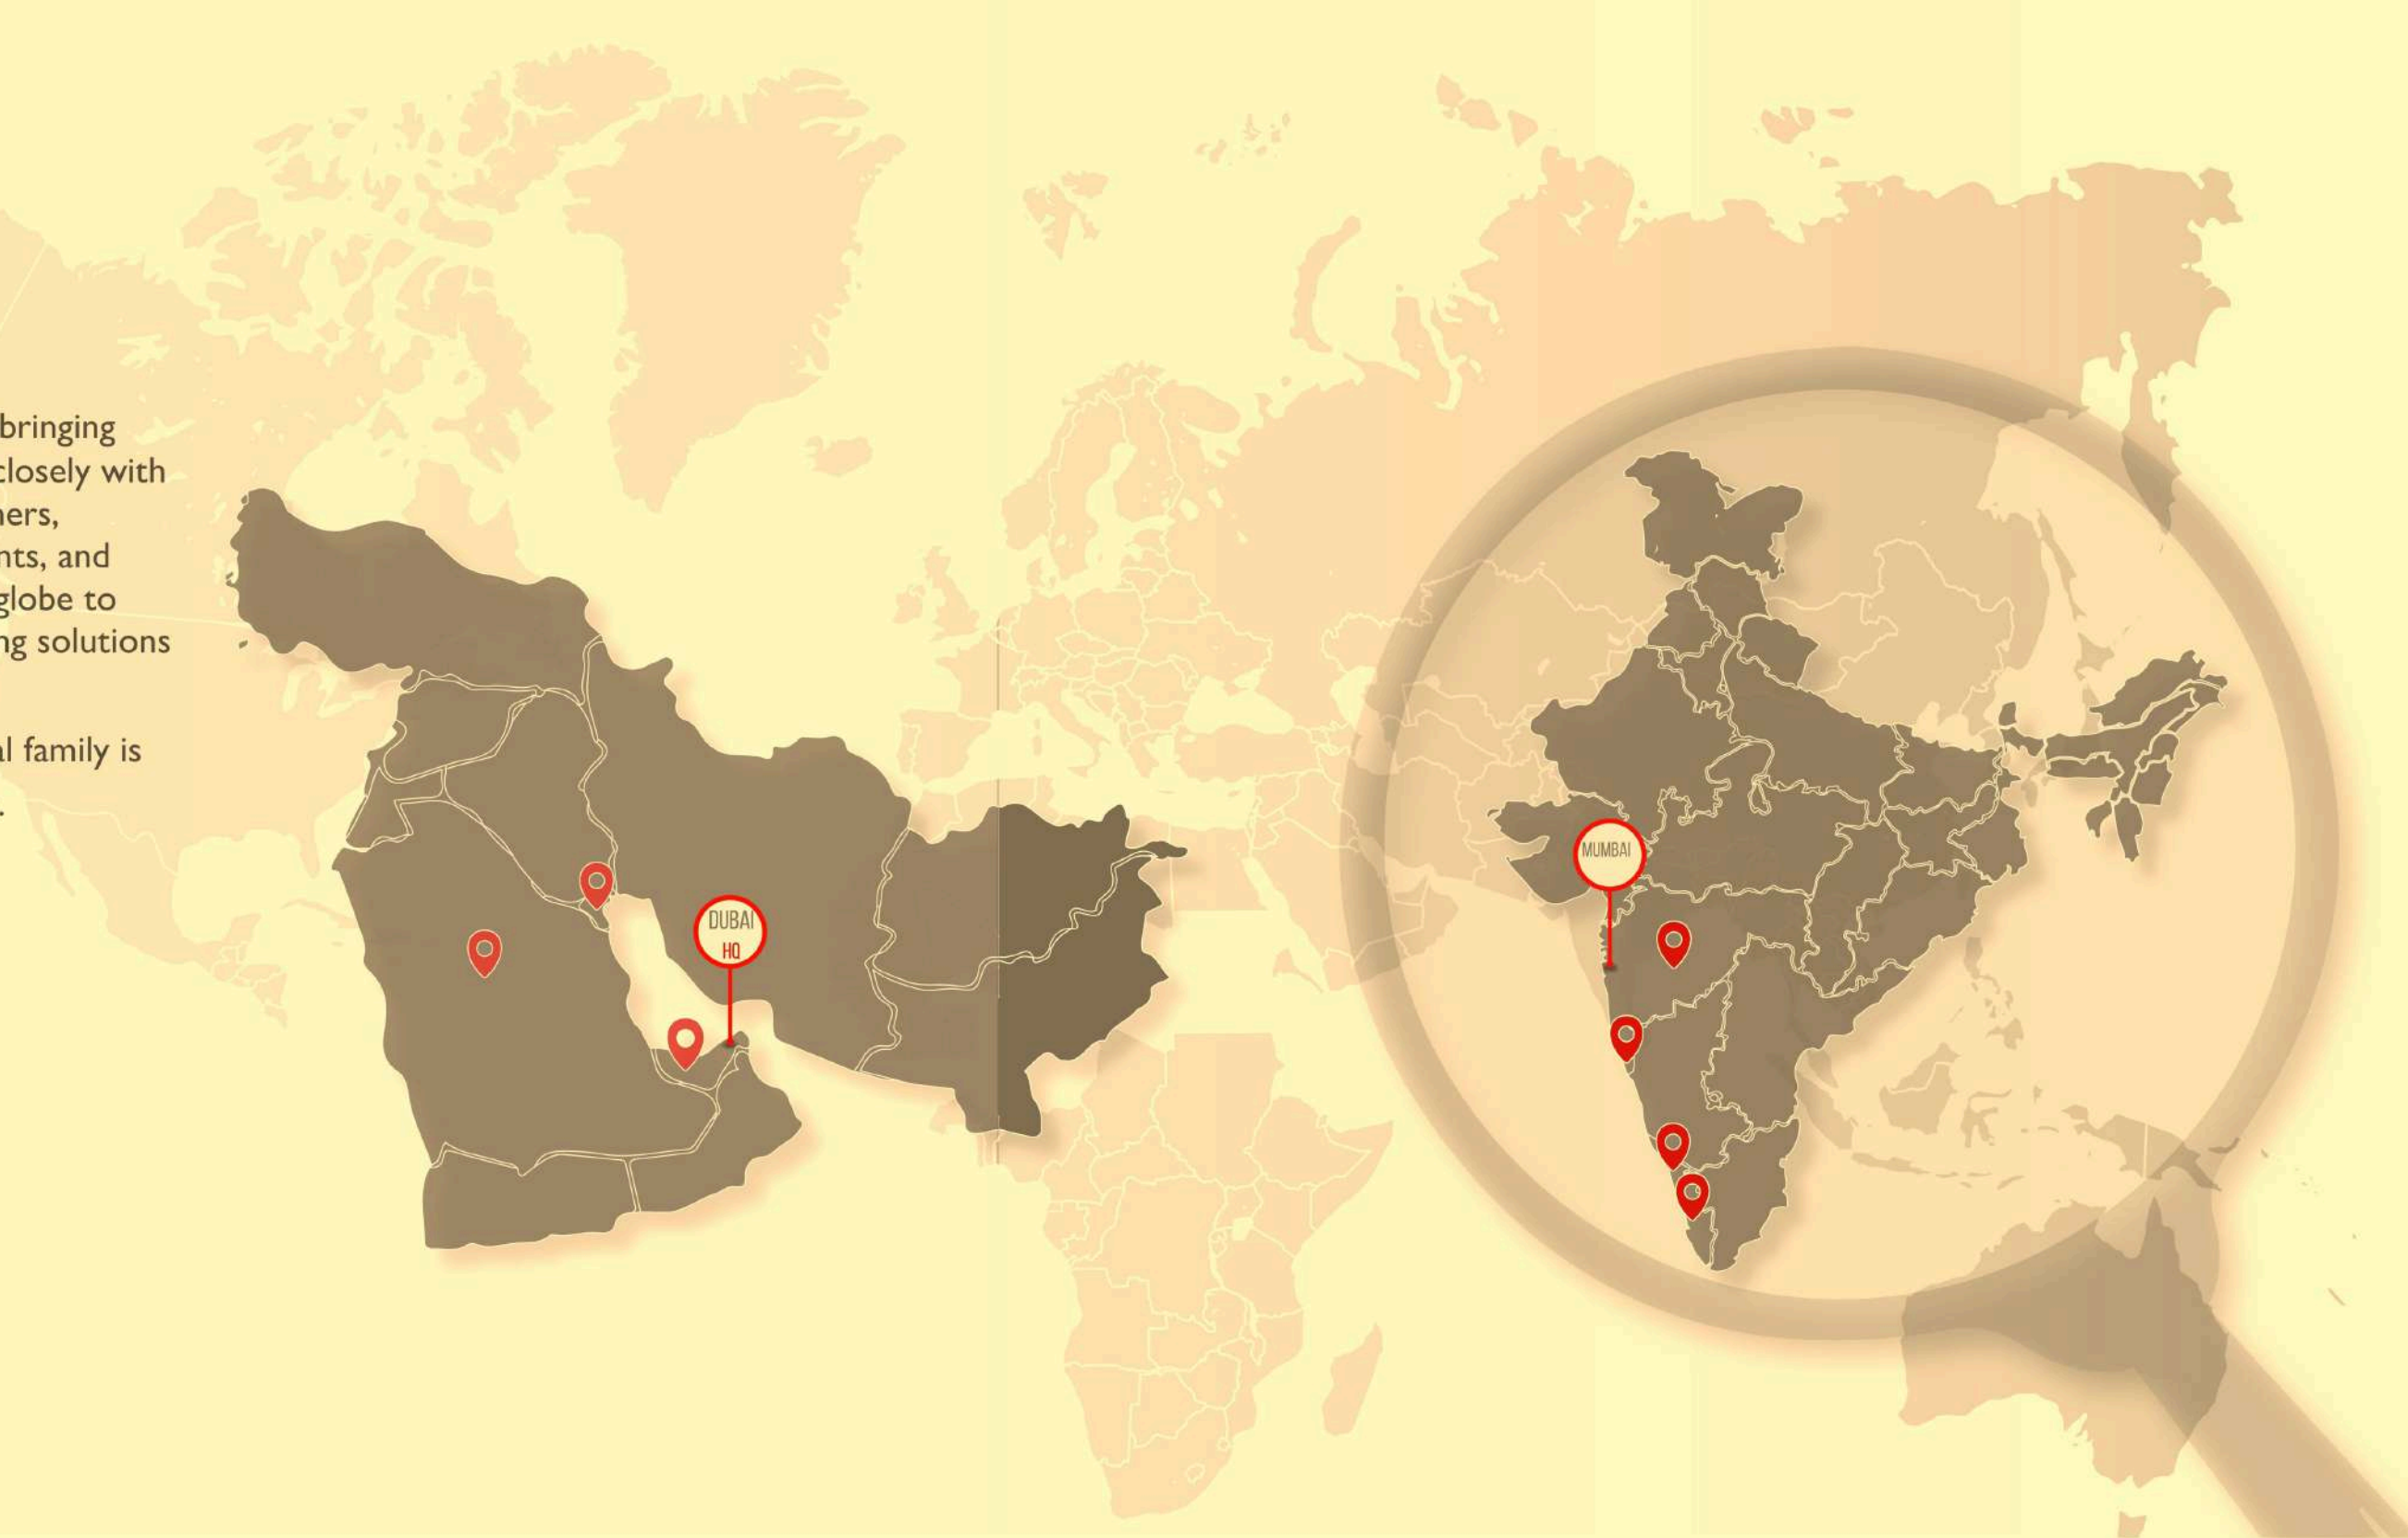 bringing
closely with
ners,
nts, and
globe to
ng solutions
al family is
.
DUBAI
HQ
MUMBAI